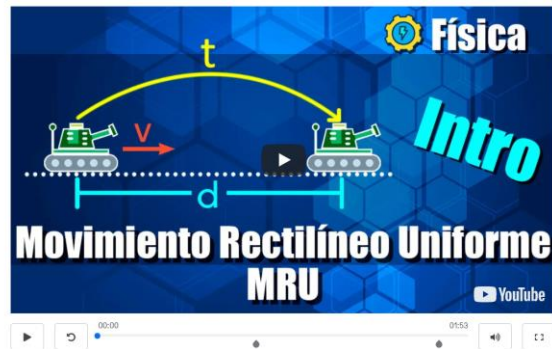 Física
t
v
Intro
d
Movimiento Rectilíneo Uniforme
MRU
YouTube
00:00
01:53